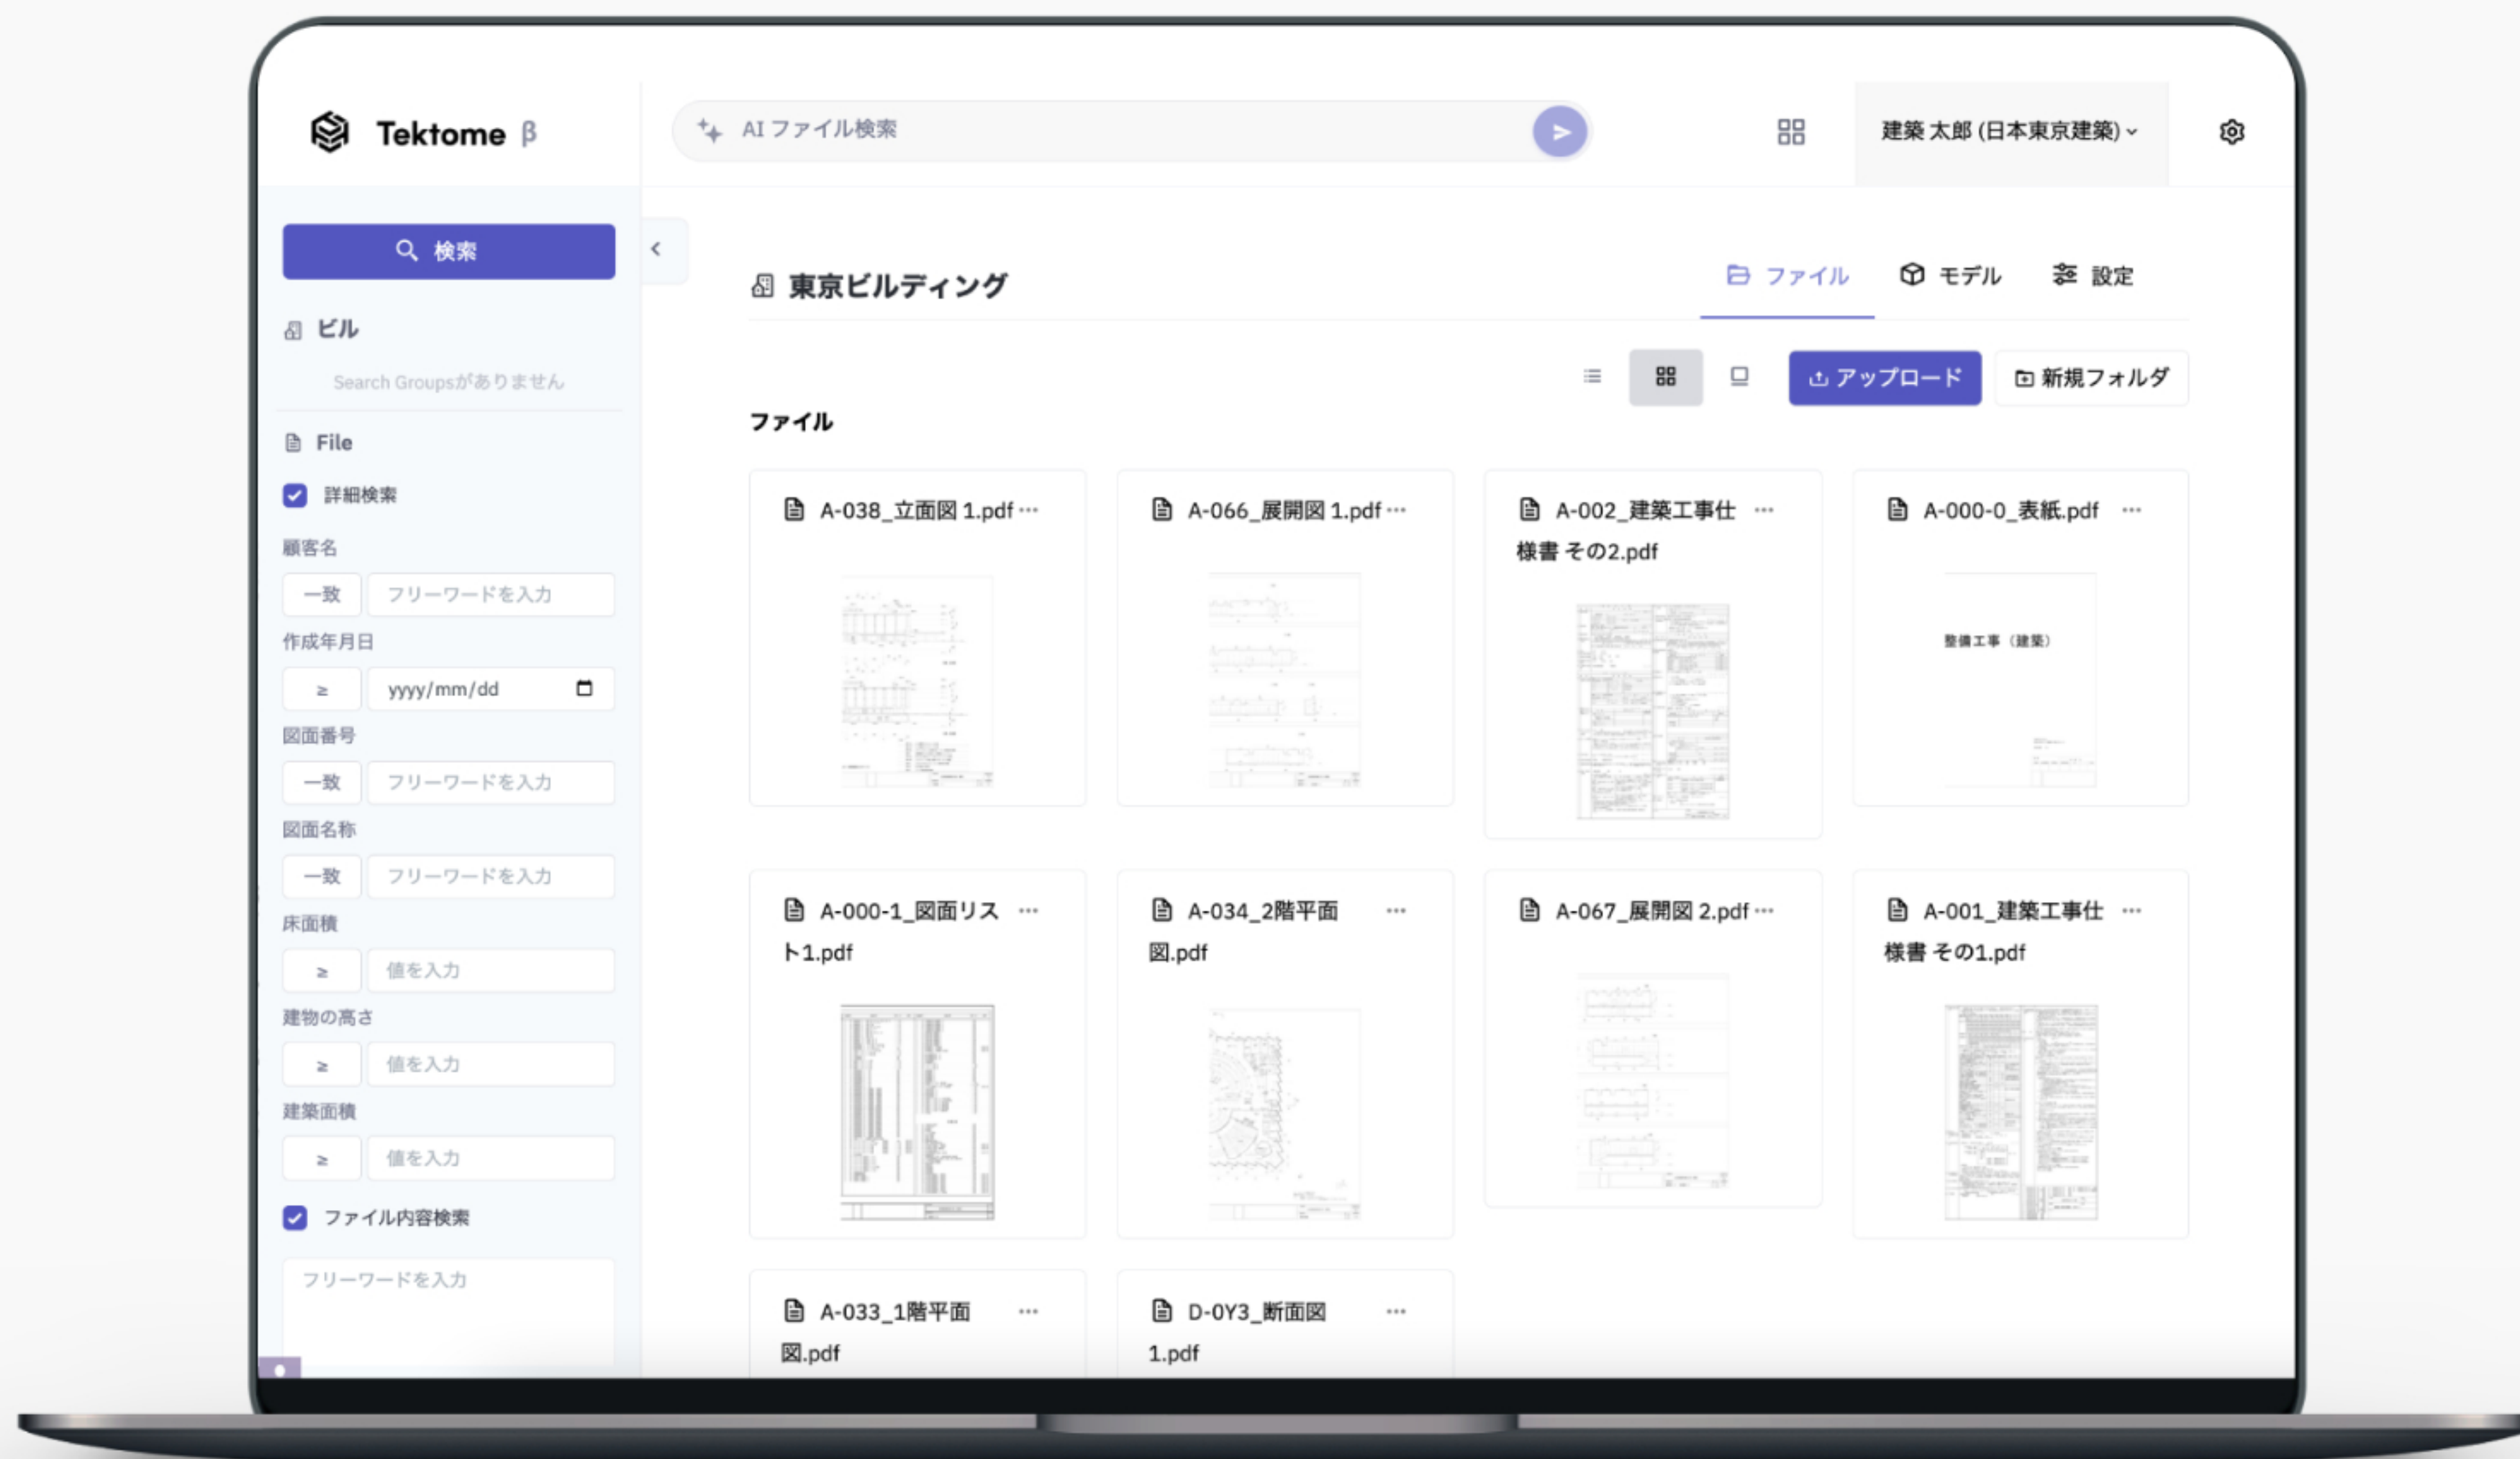 Tektome β
AI ファイル検索
建築 太郎 (日本東京建築)
検索
ビル
Search Groupsがありません
File
詳細検索
顧客名
一致 フリーワードを入力
作成年月日
≥ yyyy/mm/dd
図面番号
一致 フリーワードを入力
図面名称
一致 フリーワードを入力
床面積
≥ 値を入力
建物の高さ
≥ 値を入力
建築面積
≥ 値を入力
ファイル内容検索
フリーワードを入力
東京ビルディング
ファイル モデル 設定
アップロード 新規フォルダ
ファイル
A-038_立面図 1.pdf ···
A-066_展開図 1.pdf ···
A-002_建築工事仕 ···
様書 その2.pdf
A-000-0_表紙.pdf ···
整備工事（建築）
A-000-1_図面リス ···
ト1.pdf
A-034_2階平面 ···
図.pdf
A-067_展開図 2.pdf ···
A-001_建築工事仕 ···
様書 その1.pdf
A-033_1階平面 ···
図.pdf
D-0Y3_断面図 ···
1.pdf